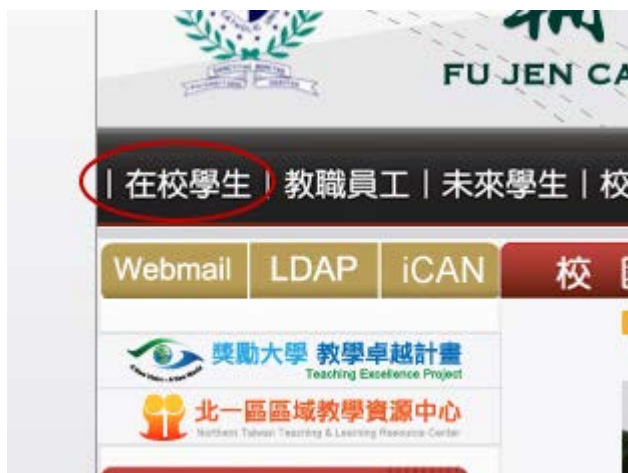 輔
FU JEN CA
| 在校學生 | 教職員工 | 未來學生 | 校
Webmail LDAP iCAN 校
獎勵大學 教學卓越計畫
Teaching Excellence Project
北一區區域教學資源中心
Northern Taiwan Teaching & Learning Resource Center